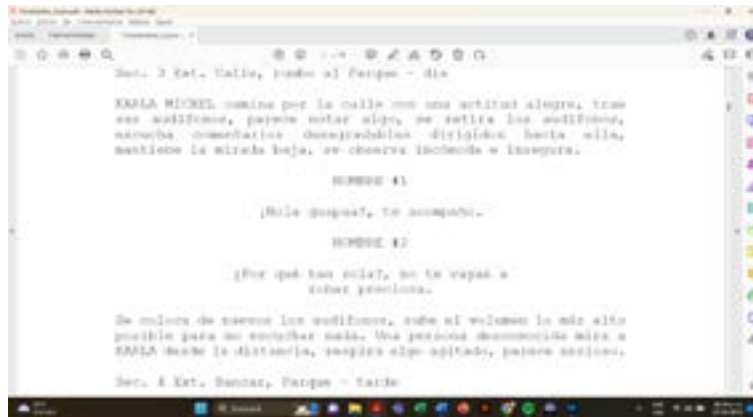 Sec. 3 Ext. Calle, rumbo al Parque - día
KARLA MICHEL camina por la calle con una actitud alegre, trae
sus audífonos, parece notar algo, se retira los audífonos,
escucha comentarios desagradables dirigidos hacia ella,
mantiene la mirada baja, se observa incómoda e insegura.
HOMBRE #1
¡Hola guapaa!, te acompaño.
HOMBRE #2
¿Por qué tan sola?, no te vayan a
robar preciosa.
Se coloca de nuevos los audífonos, sube el volumen lo más alto
posible para no escuchar nada. Una persona desconocida mira a
KARLA desde la distancia, respira algo agitado, parece ansioso.
Sec. 4 Ext. Bancas, Parque - tarde